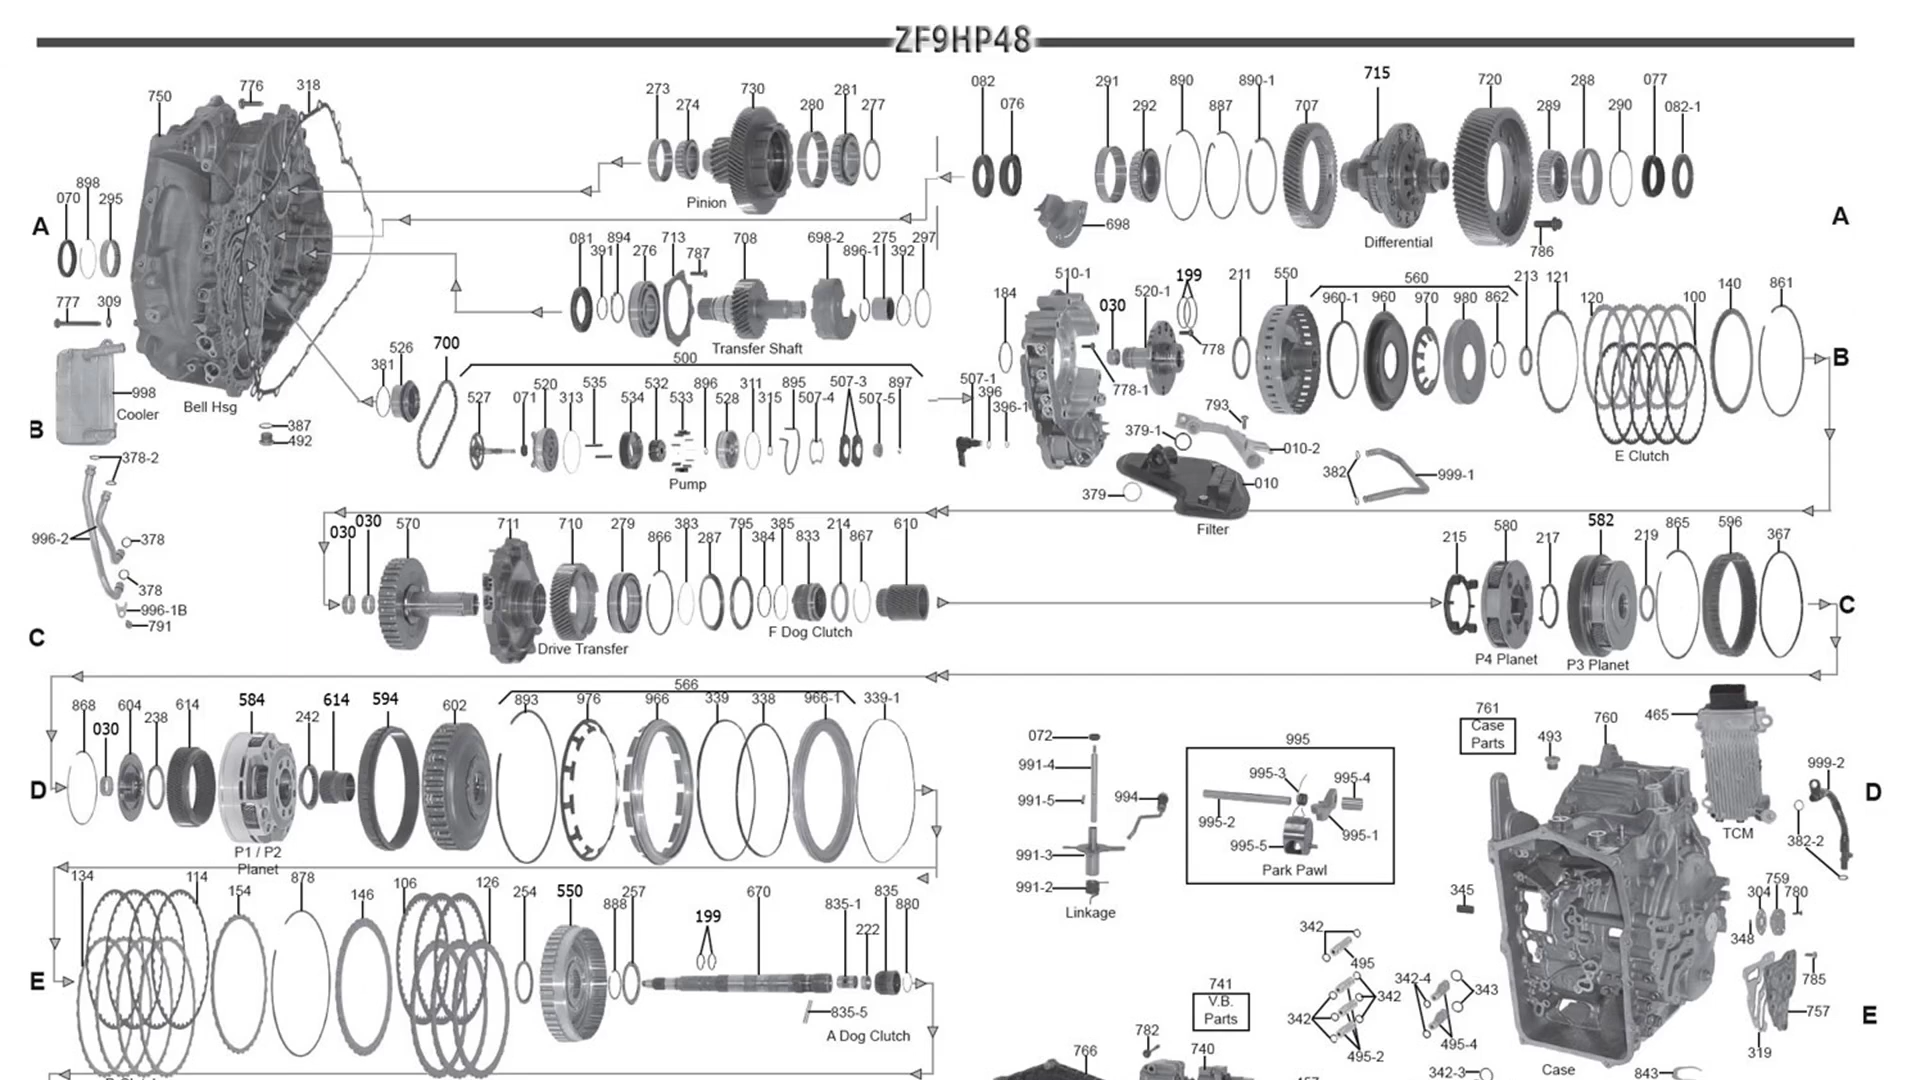 ZF9HP48
750 776 318 273 274 730 280 281 277 082 076 291 292 890 887 890-1 707 715 720 289 288 290 077 082-1
Pinion
698
Differential
786
A
070 898 295
A
777 309
081 391 894 276 713 787 708 698-2 896-1 275 392 297
Transfer Shaft
184 510-1 030 520-1 199 778 778-1 211 550 560 960-1 960 970 980 862 213 121 120 100 140 861
B
E Clutch
998
Cooler
Bell Hsg
387
492
381 526 700
500
527 071 520 313 535 534 532 533 896 528 311 315 895 507-4 507-3 507-5 897
Pump
507-1 396 396-1
793
379-1
010-2
010
379
Filter
382
999-1
B
378-2
996-2
378
378
996-1B
791
C
030 030 570 711 710 279 866 383 287 795 384 385 833 214 867 610
Drive Transfer
F Dog Clutch
215 580 217 582 219 865 596 367
P4 Planet
P3 Planet
C
868 030 604 238 614 584 242 614 594 602
566
893 976 966 339 338 966-1 339-1
D
P1 / P2
Planet
072
991-4
991-5
994
991-3
991-2
Linkage
995
995-3
995-4
995-2
995-1
995-5
Park Pawl
761
Case
Parts
493
760
465
TCM
999-2
382-2
D
134 114 154 878 146 106 126 254 550 888 257 199 670 835-1 222 835 880
835-5
A Dog Clutch
E
345
304 759 780
348
785
757
319
E
342
495
342
342
495-2
342-4
343
495-4
342-3
Case
843
741
V.B.
Parts
782
740
766